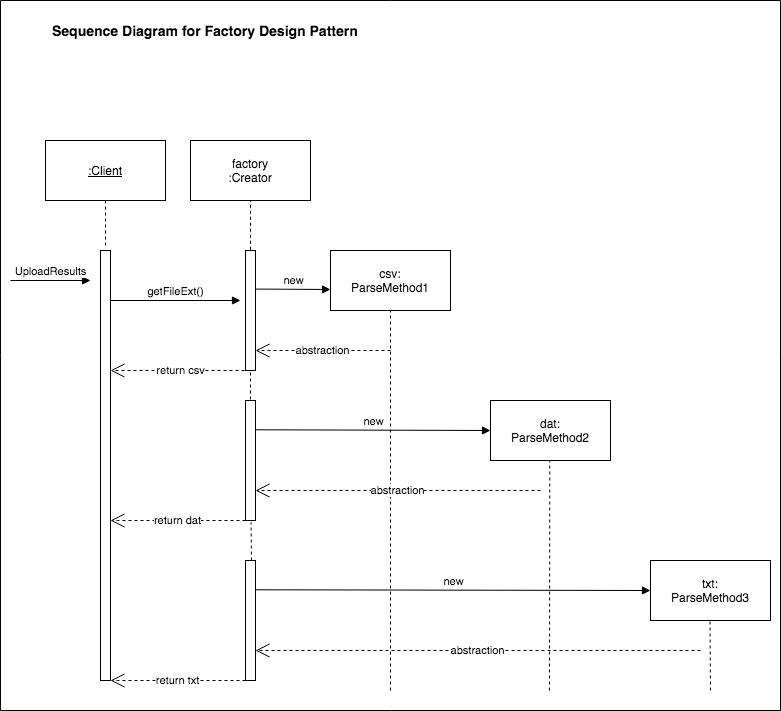 Sequence Diagram for Factory Design Pattern
:Client
factory
:Creator
UploadResults
getFileExt()
new
csv:
ParseMethod1
abstraction
return csv
new
dat:
ParseMethod2
abstraction
return dat
new
txt:
ParseMethod3
abstraction
return txt